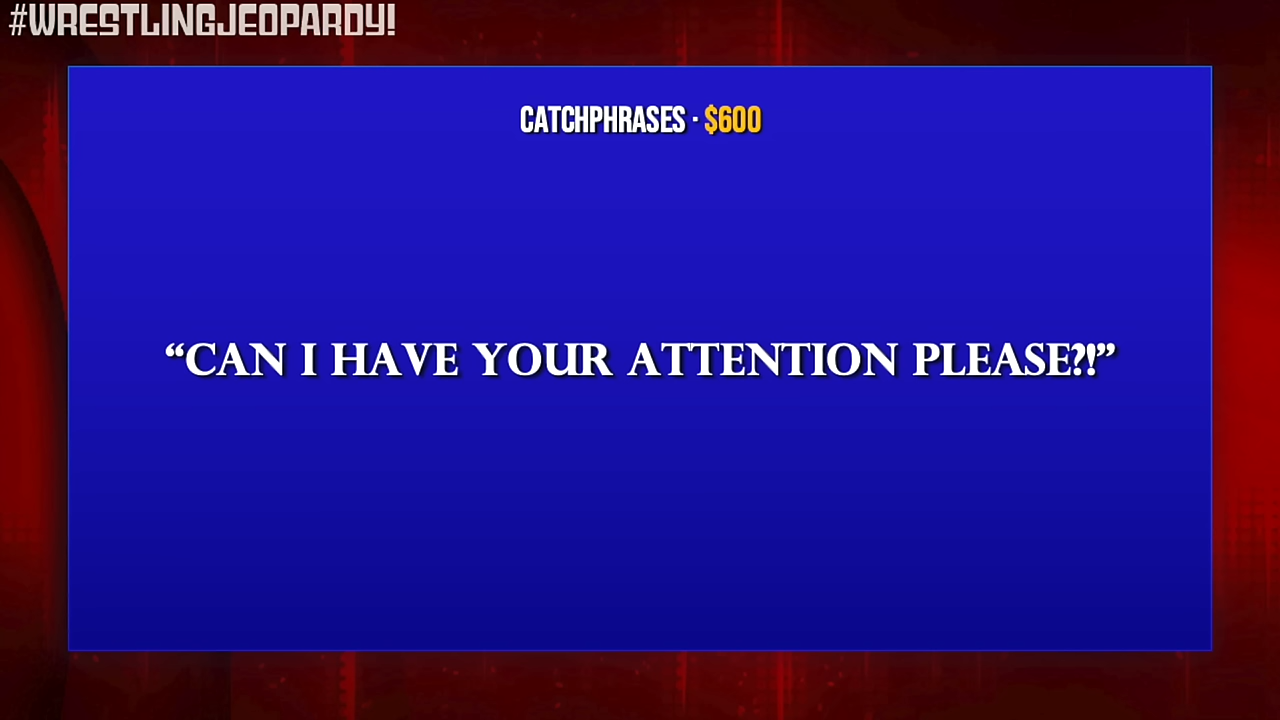 #WRESTLINGJEOPARDY!
CATCHPHRASES · $600
“CAN I HAVE YOUR ATTENTION PLEASE?!”